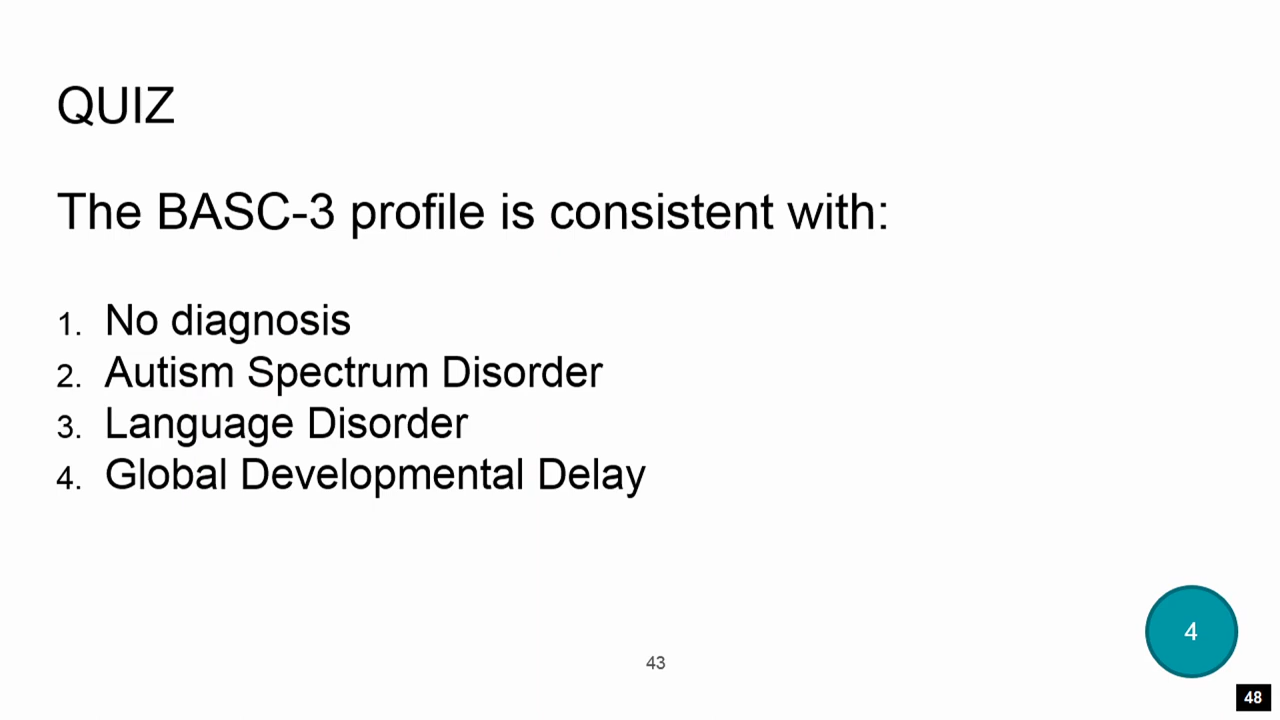 QUIZ
The BASC-3 profile is consistent with:
1. No diagnosis
2. Autism Spectrum Disorder
3. Language Disorder
4. Global Developmental Delay
4
43
48